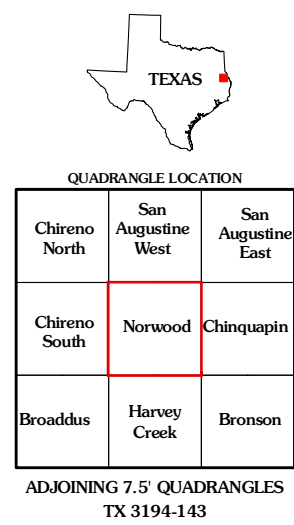 TEXAS
QUADRANGLE LOCATION
Chireno
North
San
Augustine
West
San
Augustine
East
Chireno
South
Norwood
Chinquapin
Broaddus
Harvey
Creek
Bronson
ADJOINING 7.5' QUADRANGLES
TX 3194-143